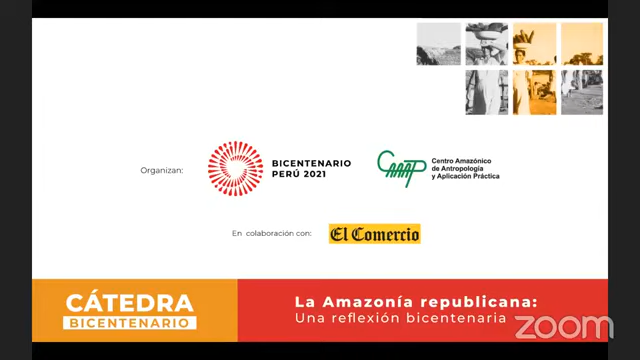 Organizan:
BICENTENARIO
PERÚ 2021
CAAAP
Centro Amazónico
de Antropología
y Aplicación Práctica
En colaboración con:
El Comercio
CÁTEDRA
BICENTENARIO
La Amazonía republicana:
Una reflexión bicentenaria
zoom